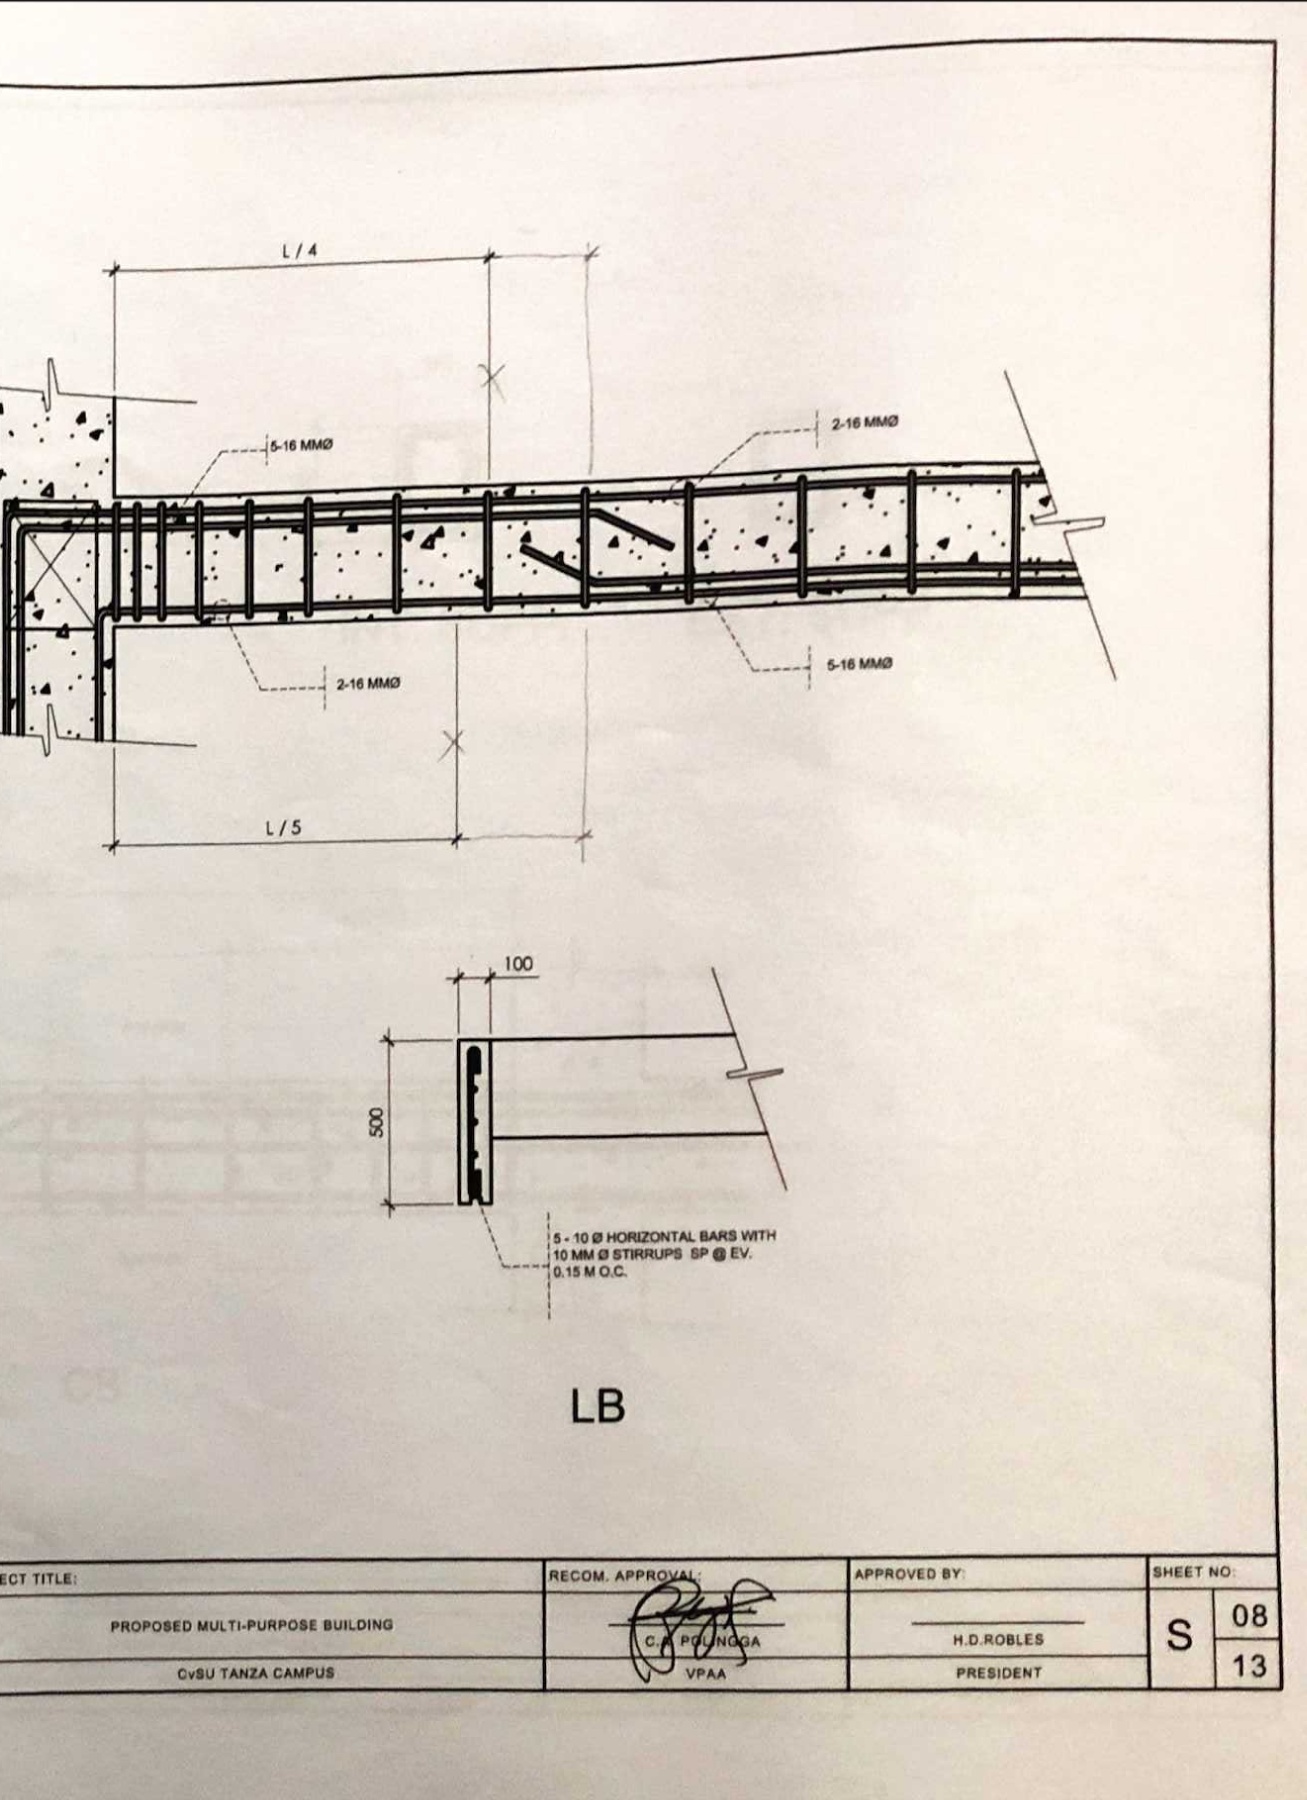 L / 4
5-16 MMØ
2-16 MMØ
2-16 MMØ
5-16 MMØ
L / 5
100
500
5 - 10 Ø HORIZONTAL BARS WITH
10 MM Ø STIRRUPS SP @ EV.
0.15 M O.C.
LB
ECT TITLE:
PROPOSED MULTI-PURPOSE BUILDING
CvSU TANZA CAMPUS
RECOM. APPROVAL:
POLINGGA
VPAA
APPROVED BY:
H.D.ROBLES
PRESIDENT
SHEET NO:
S
08
13